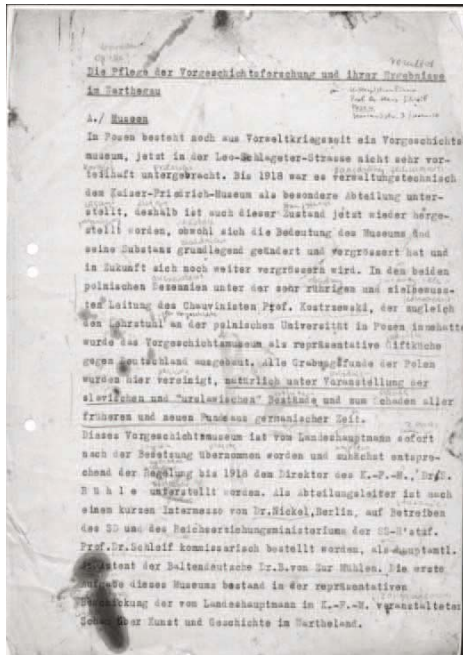 Die Pflege der Vorgeschichtsforschung und ihrer Ergebnisse
im Warthegau
A./ Museen
In Posen besteht noch aus Vorweltkriegszeit ein Vorgeschichts
museum, jetzt in der Leo-Schlageter-Strasse nicht sehr vor-
teilhaft untergebracht. Bis 1918 war es verwaltungstechnisch
dem Kaiser-Friedrich-Museum als besondere Abteilung unter-
stellt, deshalb ist auch dieser Zustand jetzt wieder herge-
stellt worden, obwohl sich die Bedeutung des Museums und
seine Substanz grundlegend geändert und vergrössert hat und
in Zukunft sich noch weiter vergrössern wird. In den beiden
polnischen Dezennien unter der sehr rührigen und zielbewuss-
ten Leitung des Chauvinisten Prof. Kostrzewski, der zugleich
den Lehrstuhl an der polnischen Universität in Posen innehatte
wurde das Vorgeschichtsmuseum als repräsentative Giftküche
gegen Deutschland ausgebaut. Alle Grabungsfunde der Polen
wurden hier vereinigt, natürlich unter Voranstellung der
slawischen und "urslawischen" Bestände und zum Schaden aller
früheren und neuen Funde aus germanischer Zeit.
Dieses Vorgeschichtsmuseum ist vom Landeshauptmann sofort
nach der Besetzung übernommen worden und zunächst entspre-
chend der Regelung bis 1918 dem Direktor des K.-F.-M., Dr.
R ü h l e unterstellt worden. Als Abteilungsleiter ist nach
einem kurzen Intermezzo von Dr. Nickel, Berlin, auf Betreiben
des SD und des Reichserziehungsministeriums der SS-
Prof. Dr. Schleif kommissarisch bestellt worden, als hauptamtl.
Assistent der Baltendeutsche Dr. B. von Zur Mühlen. Die erste
Aufgabe dieses Museums bestand in der repräsentativen
Beschickung der vom Landeshauptmann im K.-F.-M. veranstalteten
Schau über Kunst und Geschichte im Wartheland.